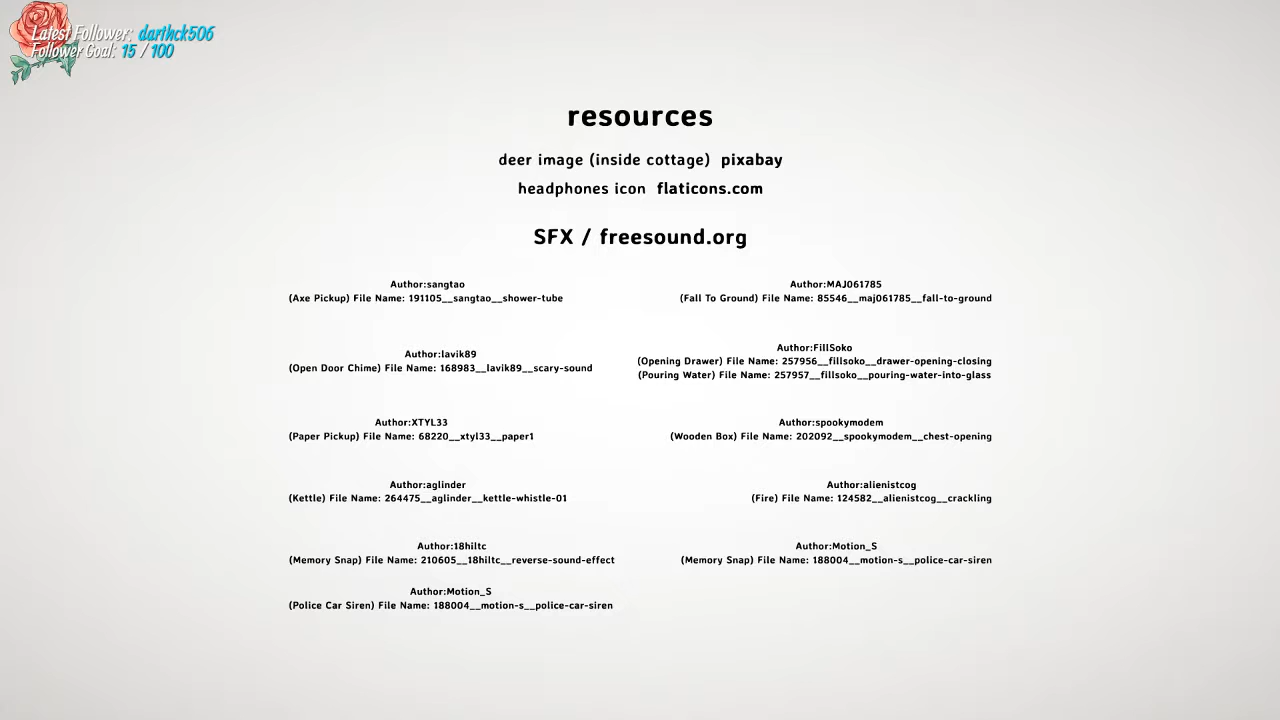 Latest Follower: darthck506
Follower Goal: 15 / 100
resources
deer image (inside cottage) pixabay
headphones icon flaticons.com
SFX / freesound.org
Author:sangtao
(Axe Pickup) File Name: 191105__sangtao__shower-tube
Author:MAJ061785
(Fall To Ground) File Name: 85546__maj061785__fall-to-ground
Author:lavik89
(Open Door Chime) File Name: 168983__lavik89__scary-sound
Author:FillSoko
(Opening Drawer) File Name: 257956__fillsoko__drawer-opening-closing
(Pouring Water) File Name: 257957__fillsoko__pouring-water-into-glass
Author:XTYL33
(Paper Pickup) File Name: 68220__xtyl33__paper1
Author:spookymodem
(Wooden Box) File Name: 202092__spookymodem__chest-opening
Author:aglinder
(Kettle) File Name: 264475__aglinder__kettle-whistle-01
Author:alienistcog
(Fire) File Name: 124582__alienistcog__crackling
Author:18hiltc
(Memory Snap) File Name: 210605__18hiltc__reverse-sound-effect
Author:Motion_S
(Memory Snap) File Name: 188004__motion-s__police-car-siren
Author:Motion_S
(Police Car Siren) File Name: 188004__motion-s__police-car-siren